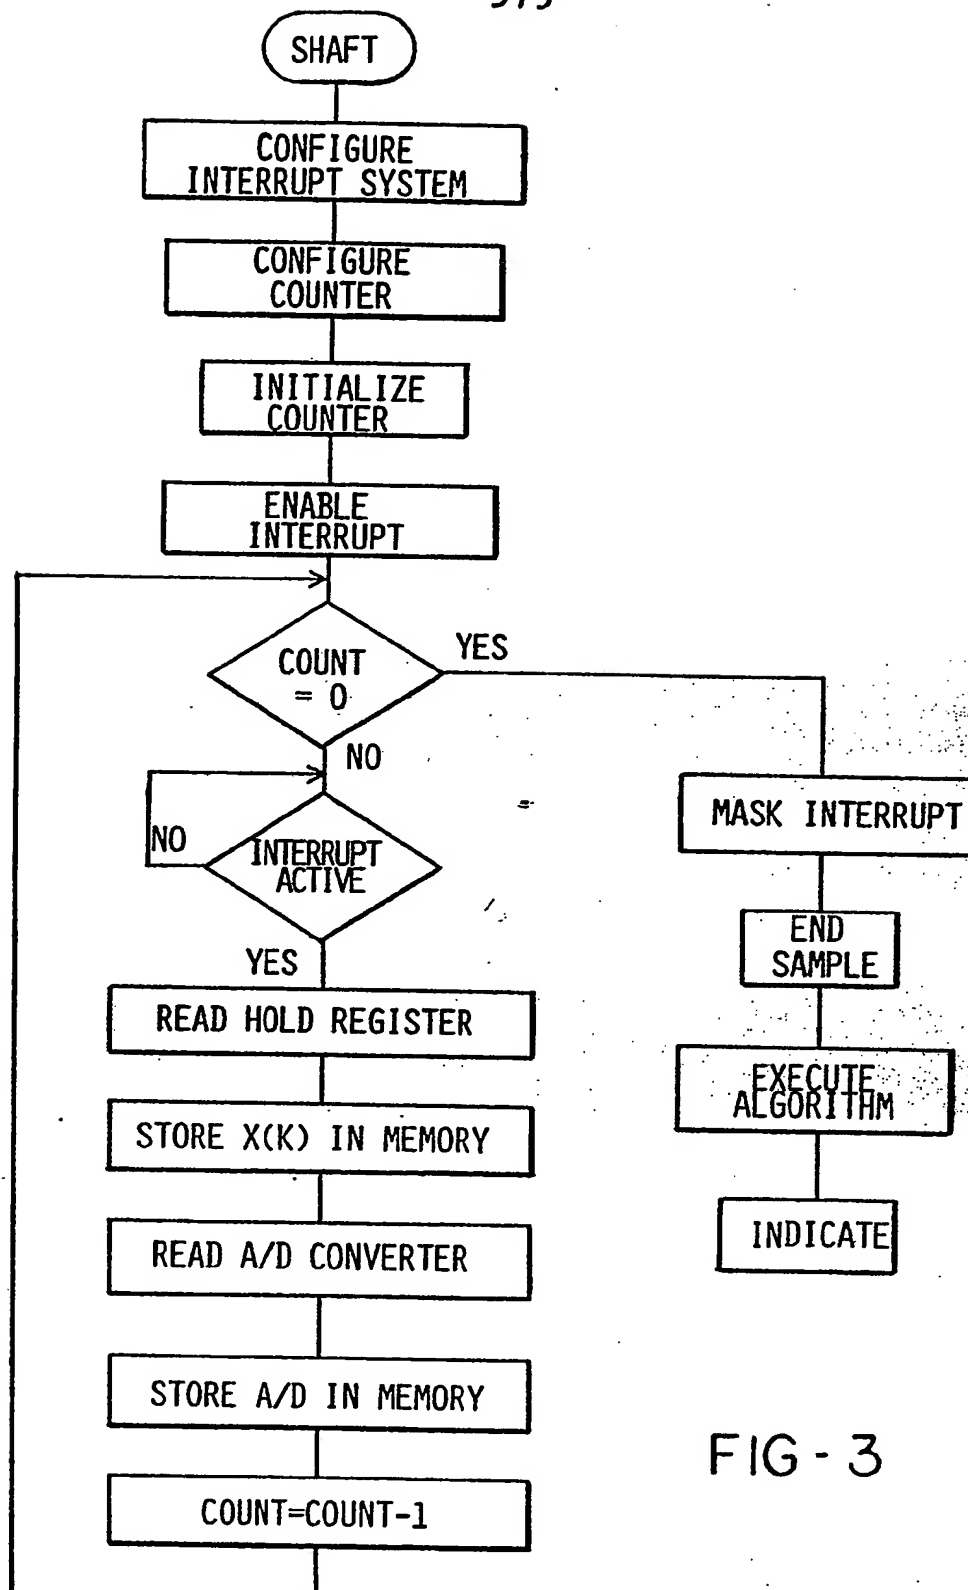 SHAFT
CONFIGURE
INTERRUPT SYSTEM
CONFIGURE
COUNTER
INITIALIZE
COUNTER
ENABLE
INTERRUPT
COUNT
= 0
YES
NO
INTERRUPT
ACTIVE
NO
YES
READ HOLD REGISTER
STORE X(K) IN MEMORY
READ A/D CONVERTER
STORE A/D IN MEMORY
COUNT=COUNT-1
MASK INTERRUPT
END
SAMPLE
EXECUTE
ALGORITHM
INDICATE
FIG - 3